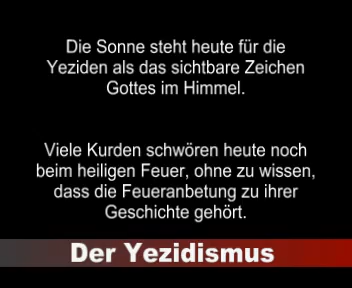 Die Sonne steht heute für die
Yeziden als das sichtbare Zeichen
Gottes im Himmel.
Viele Kurden schwören heute noch
beim heiligen Feuer, ohne zu wissen,
dass die Feueranbetung zu ihrer
Geschichte gehört.
Der Yezidismus